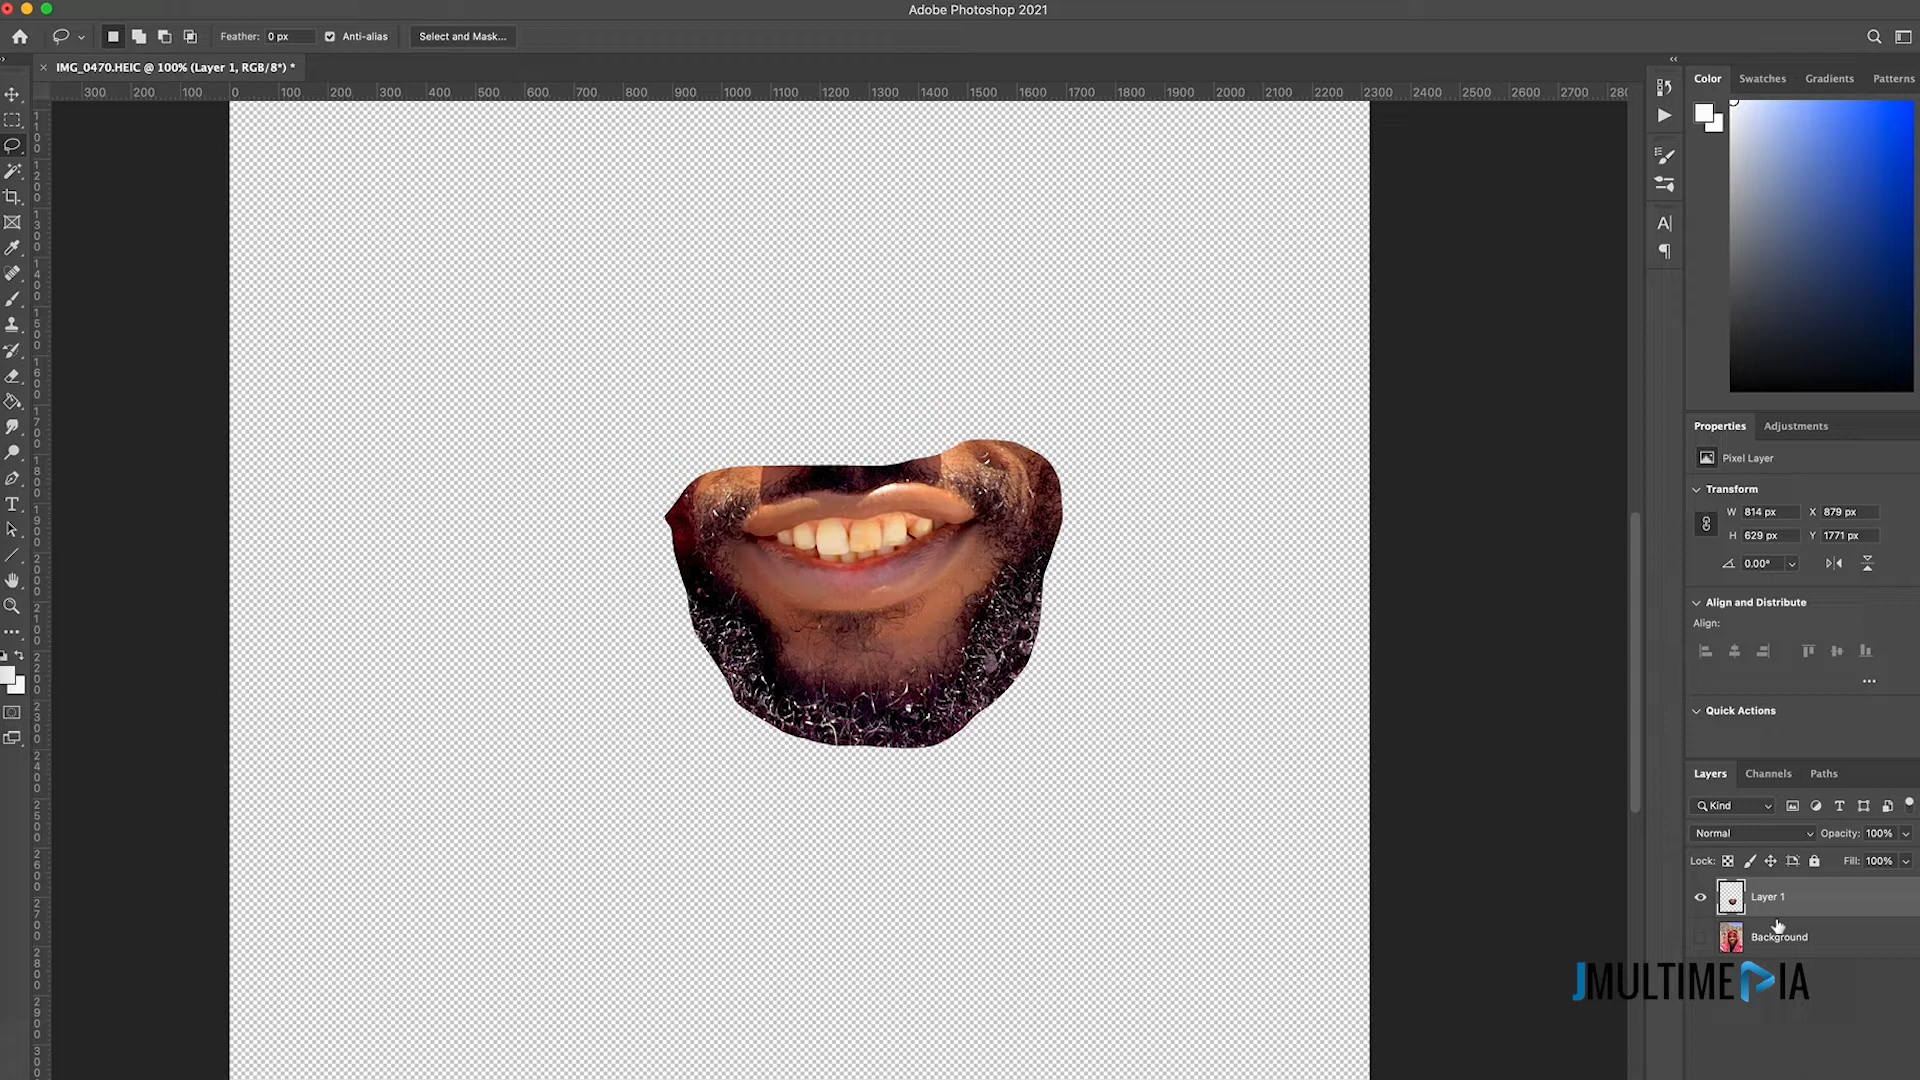 Adobe Photoshop 2021
Feather: 0 px Anti-alias Select and Mask...
IMG_0470.HEIC @ 100% (Layer 1, RGB/8*) *
300 200 100 0 100 200 300 400 500 600 700 800 900 1000 1100 1200 1300 1400 1500 1600 1700 1800 1900 2000 2100 2200 2300 2400 2500 2600 2700
Color Swatches Gradients Patterns
Properties Adjustments
Pixel Layer
Transform
W 814 px X 879 px
H 629 px Y 1771 px
0.00°
Align and Distribute
Align:
Quick Actions
Layers Channels Paths
Kind
Normal Opacity: 100%
Lock: Fill: 100%
Layer 1
Background
JMULTIMEDIA